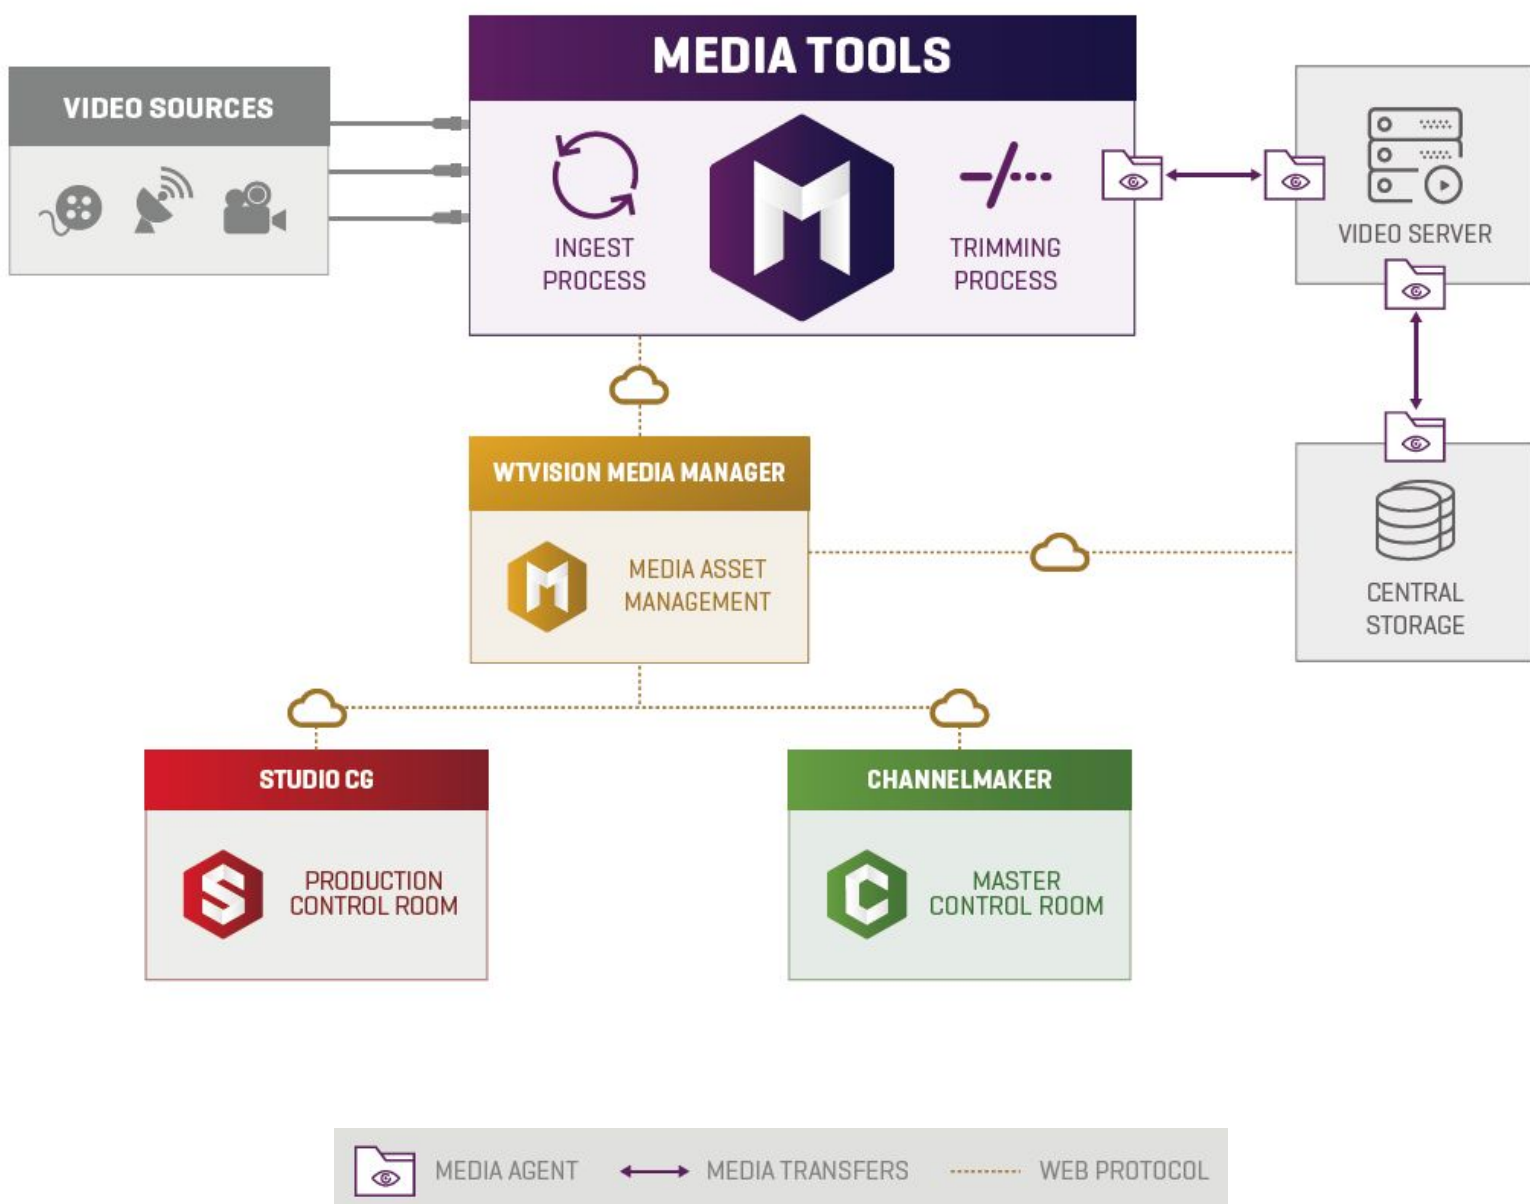 MEDIA TOOLS
VIDEO SOURCES
INGEST
PROCESS
M
TRIMMING
PROCESS
VIDEO SERVER
WTVISION MEDIA MANAGER
M
MEDIA ASSET
MANAGEMENT
CENTRAL
STORAGE
STUDIO CG
S
PRODUCTION
CONTROL ROOM
CHANNELMAKER
C
MASTER
CONTROL ROOM
MEDIA AGENT
MEDIA TRANSFERS
WEB PROTOCOL